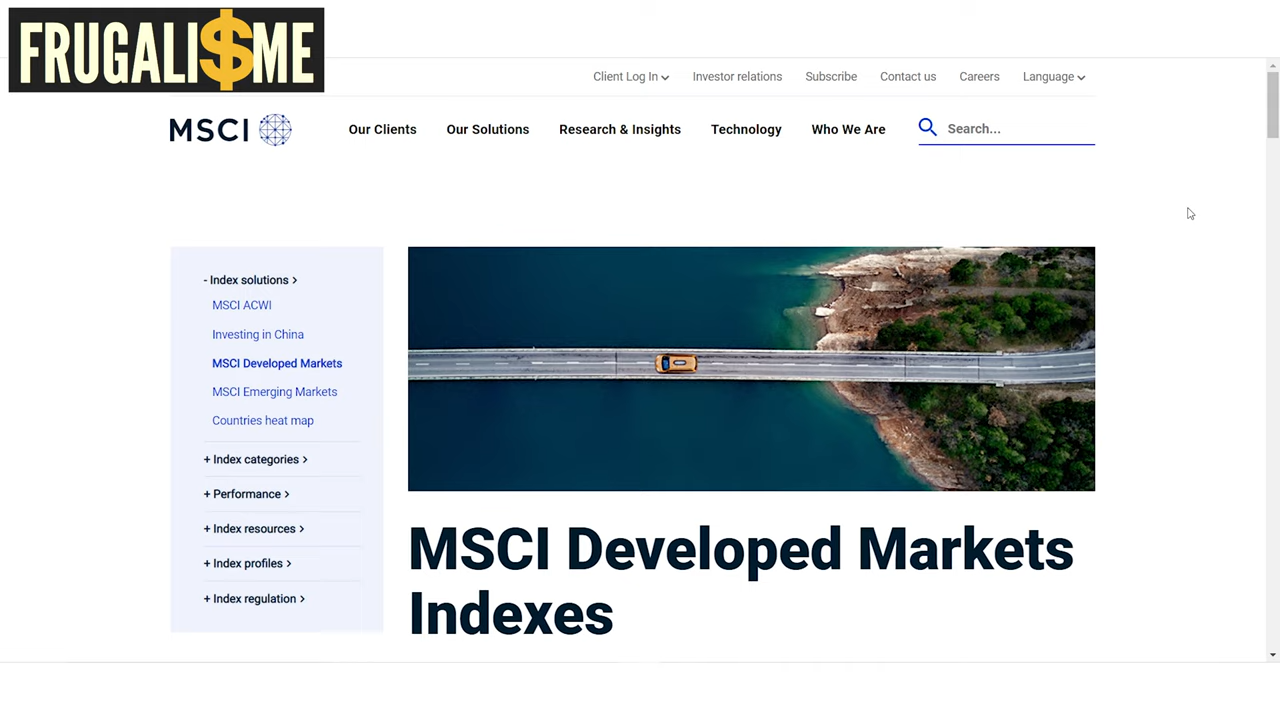 FRUGALI$ME
Client Log In
Investor relations
Subscribe
Contact us
Careers
Language
MSCI
Our Clients
Our Solutions
Research & Insights
Technology
Who We Are
Search...
- Index solutions >
MSCI ACWI
Investing in China
MSCI Developed Markets
MSCI Emerging Markets
Countries heat map
+ Index categories >
+ Performance >
+ Index resources >
+ Index profiles >
+ Index regulation >
MSCI Developed Markets
Indexes